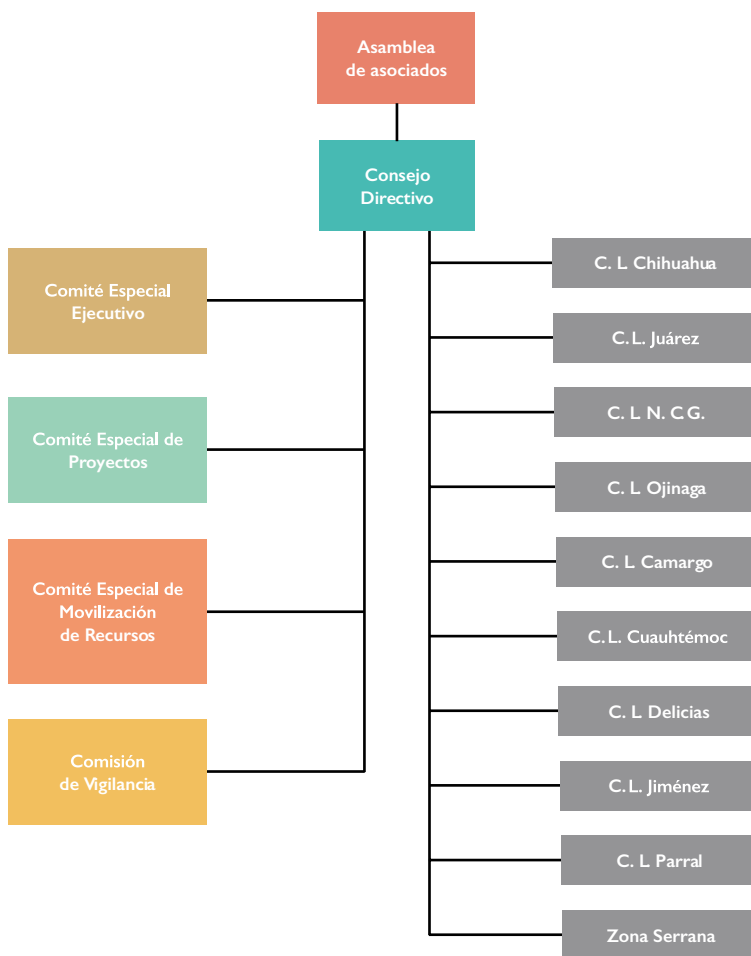 Asamblea
de asociados
Consejo
Directivo
Comité Especial
Ejecutivo
Comité Especial de
Proyectos
Comité Especial de
Movilización
de Recursos
Comisión
de Vigilancia
C. L. Chihuahua
C. L. Juárez
C. L. N. C. G.
C. L. Ojinaga
C. L. Camargo
C. L. Cuauhtémoc
C. L. Delicias
C. L. Jiménez
C. L. Parral
Zona Serrana